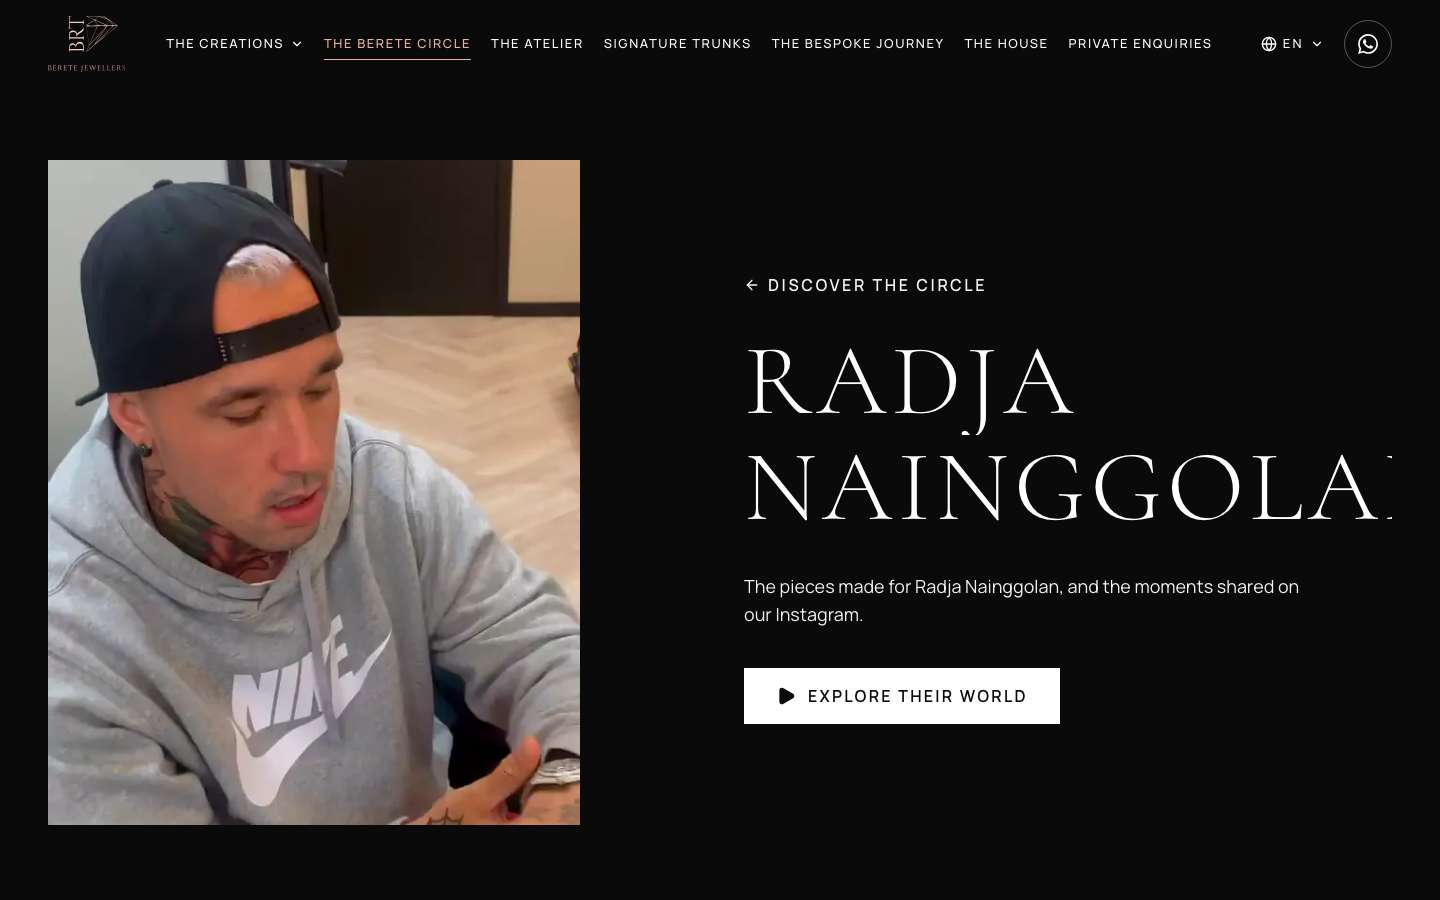 BRT
BERETE JEWELLERS
THE CREATIONS
THE BERETE CIRCLE
THE ATELIER
SIGNATURE TRUNKS
THE BESPOKE JOURNEY
THE HOUSE
PRIVATE ENQUIRIES
EN
← DISCOVER THE CIRCLE
RADJA
NAINGGOLA
The pieces made for Radja Nainggolan, and the moments shared on
our Instagram.
EXPLORE THEIR WORLD
NIKE